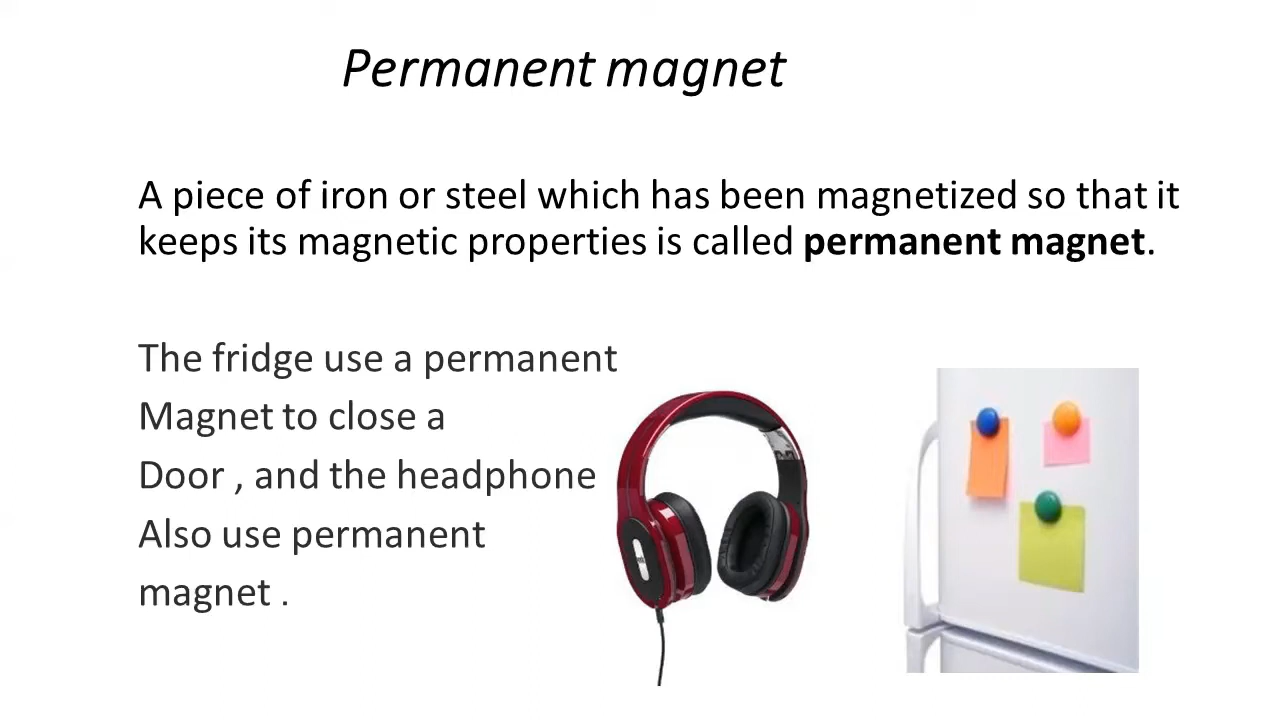 Permanent magnet
A piece of iron or steel which has been magnetized so that it
keeps its magnetic properties is called permanent magnet.
The fridge use a permanent
Magnet to close a
Door , and the headphone
Also use permanent
magnet .